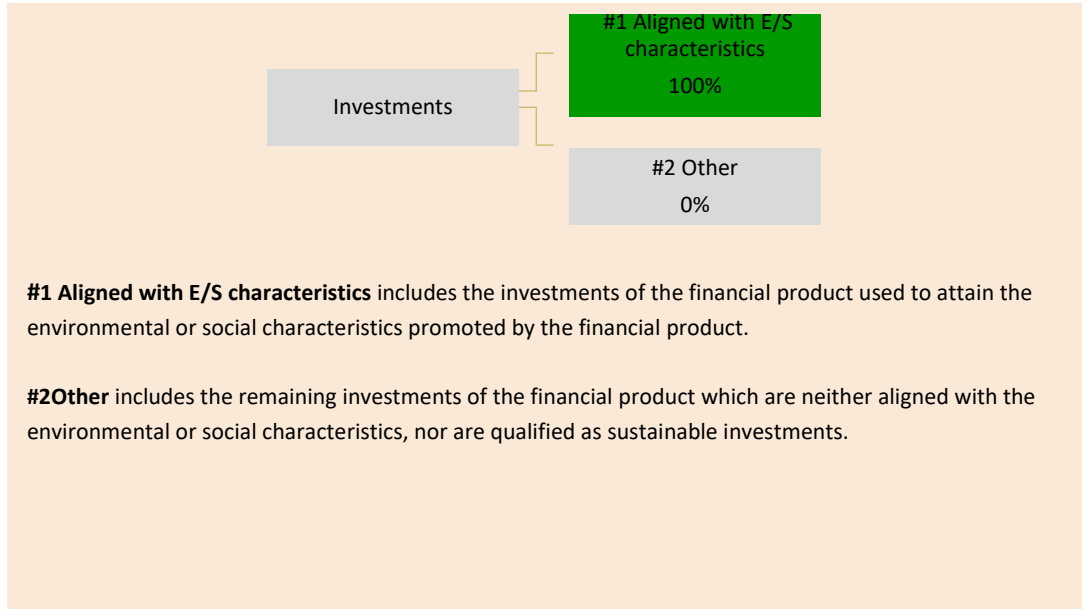 #1 Aligned with E/S
characteristics
100%
Investments
#2 Other
0%
#1 Aligned with E/S characteristics includes the investments of the financial product used to attain the
environmental or social characteristics promoted by the financial product.
#2Other includes the remaining investments of the financial product which are neither aligned with the
environmental or social characteristics, nor are qualified as sustainable investments.